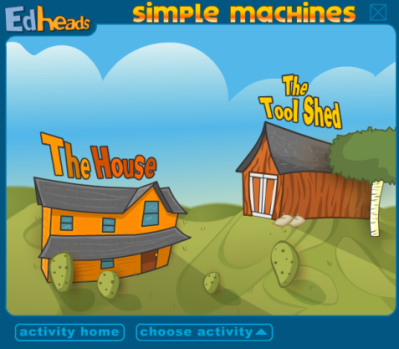 Edheads
simple machines
The
Tool Shed
The House
activity home
choose activity